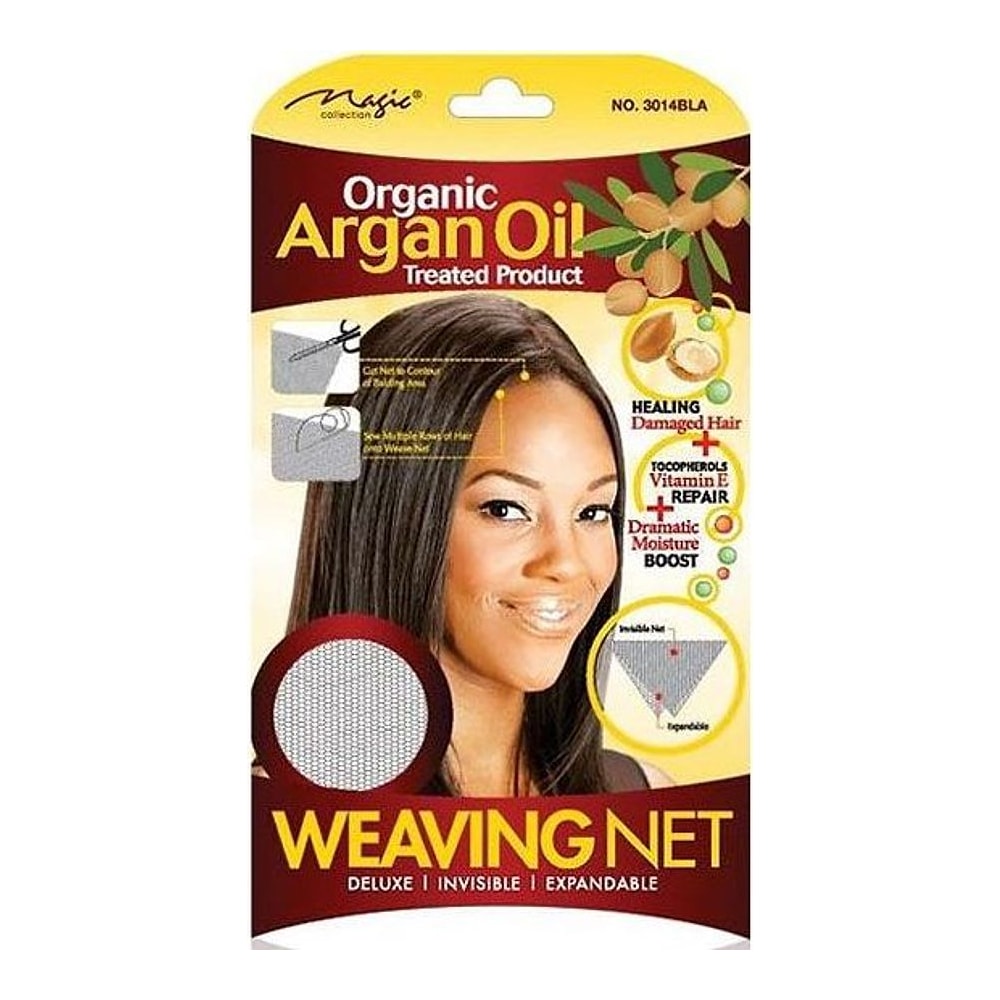 Magic®
collection
NO. 3014BLA
Organic
Argan Oil
Treated Product
Cut Net to Contour
of Balding Area
Sew Multiple Rows of Hair
onto Weave Net
HEALING
Damaged Hair
+
TOCOPHEROLS
Vitamin E
REPAIR
+
Dramatic
Moisture
BOOST
Invisible Net
Expandable
WEAVING NET
DELUXE | INVISIBLE | EXPANDABLE